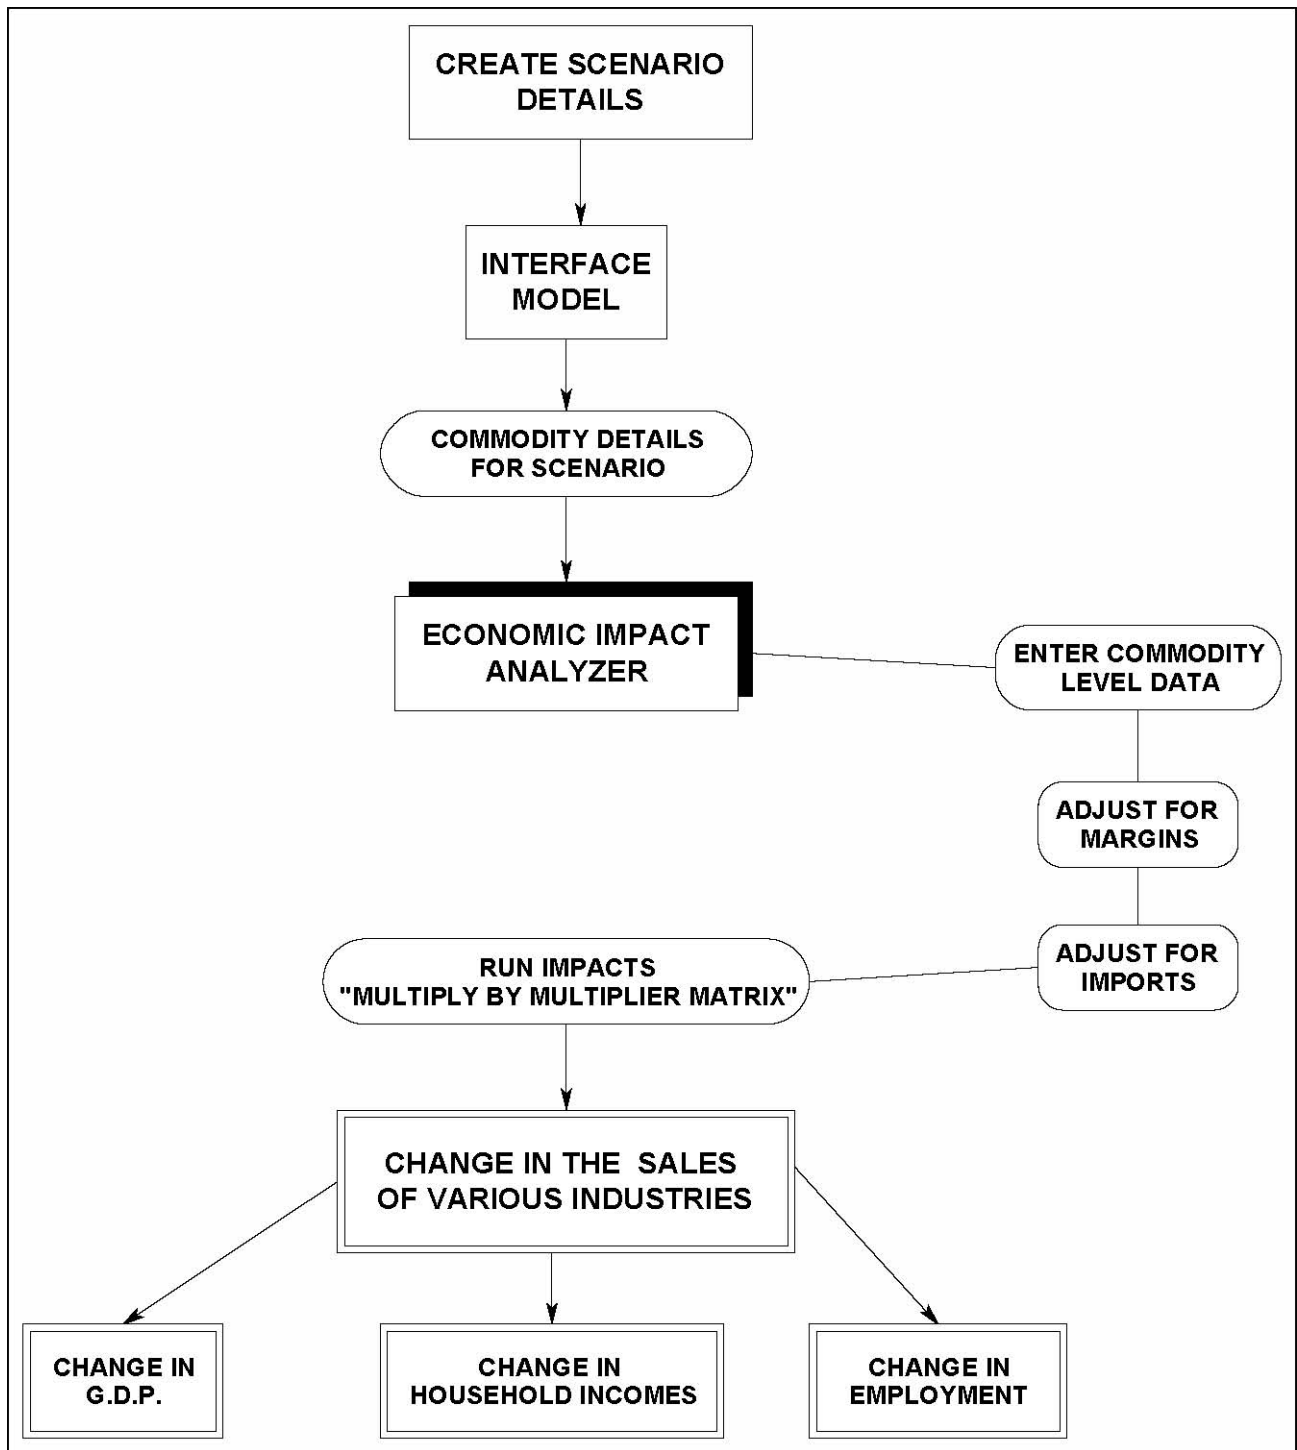 CREATE SCENARIO
DETAILS
INTERFACE
MODEL
COMMODITY DETAILS
FOR SCENARIO
ECONOMIC IMPACT
ANALYZER
ENTER COMMODITY
LEVEL DATA
ADJUST FOR
MARGINS
ADJUST FOR
IMPORTS
RUN IMPACTS
"MULTIPLY BY MULTIPLIER MATRIX"
CHANGE IN THE SALES
OF VARIOUS INDUSTRIES
CHANGE IN
G.D.P.
CHANGE IN
HOUSEHOLD INCOMES
CHANGE IN
EMPLOYMENT